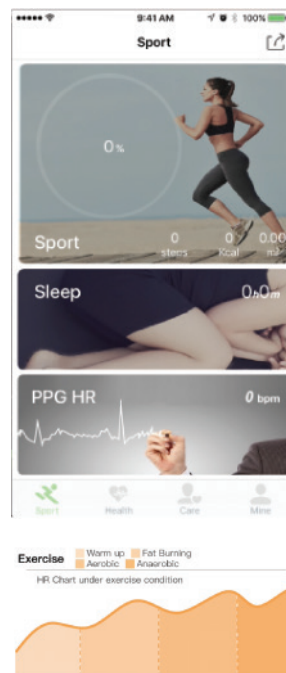 9:41 AM 100%
Sport
0 %
Sport 0 0 0.00
steps Kcal
Sleep 0h0m
PPG HR 0 bpm
Sport Health Care Mine
Exercise Warm up Fat Burning
Aerobic Anaerobic
HR Chart under exercise condition